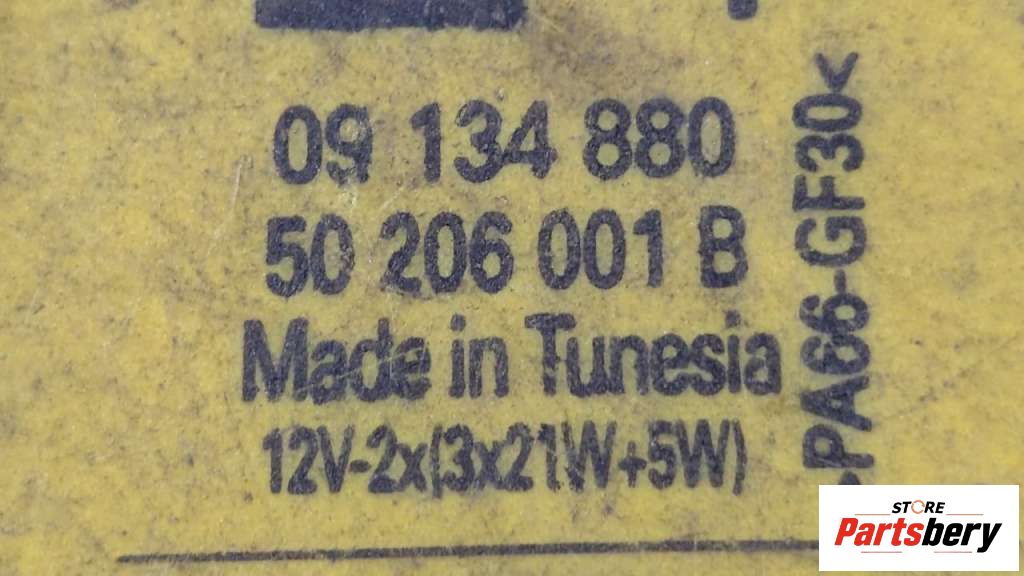 09 134 880
50 206 001 B
Made in Tunesia
12V-2x(3x21W+5W)
>PA66-GF30<
STORE
Partsbery